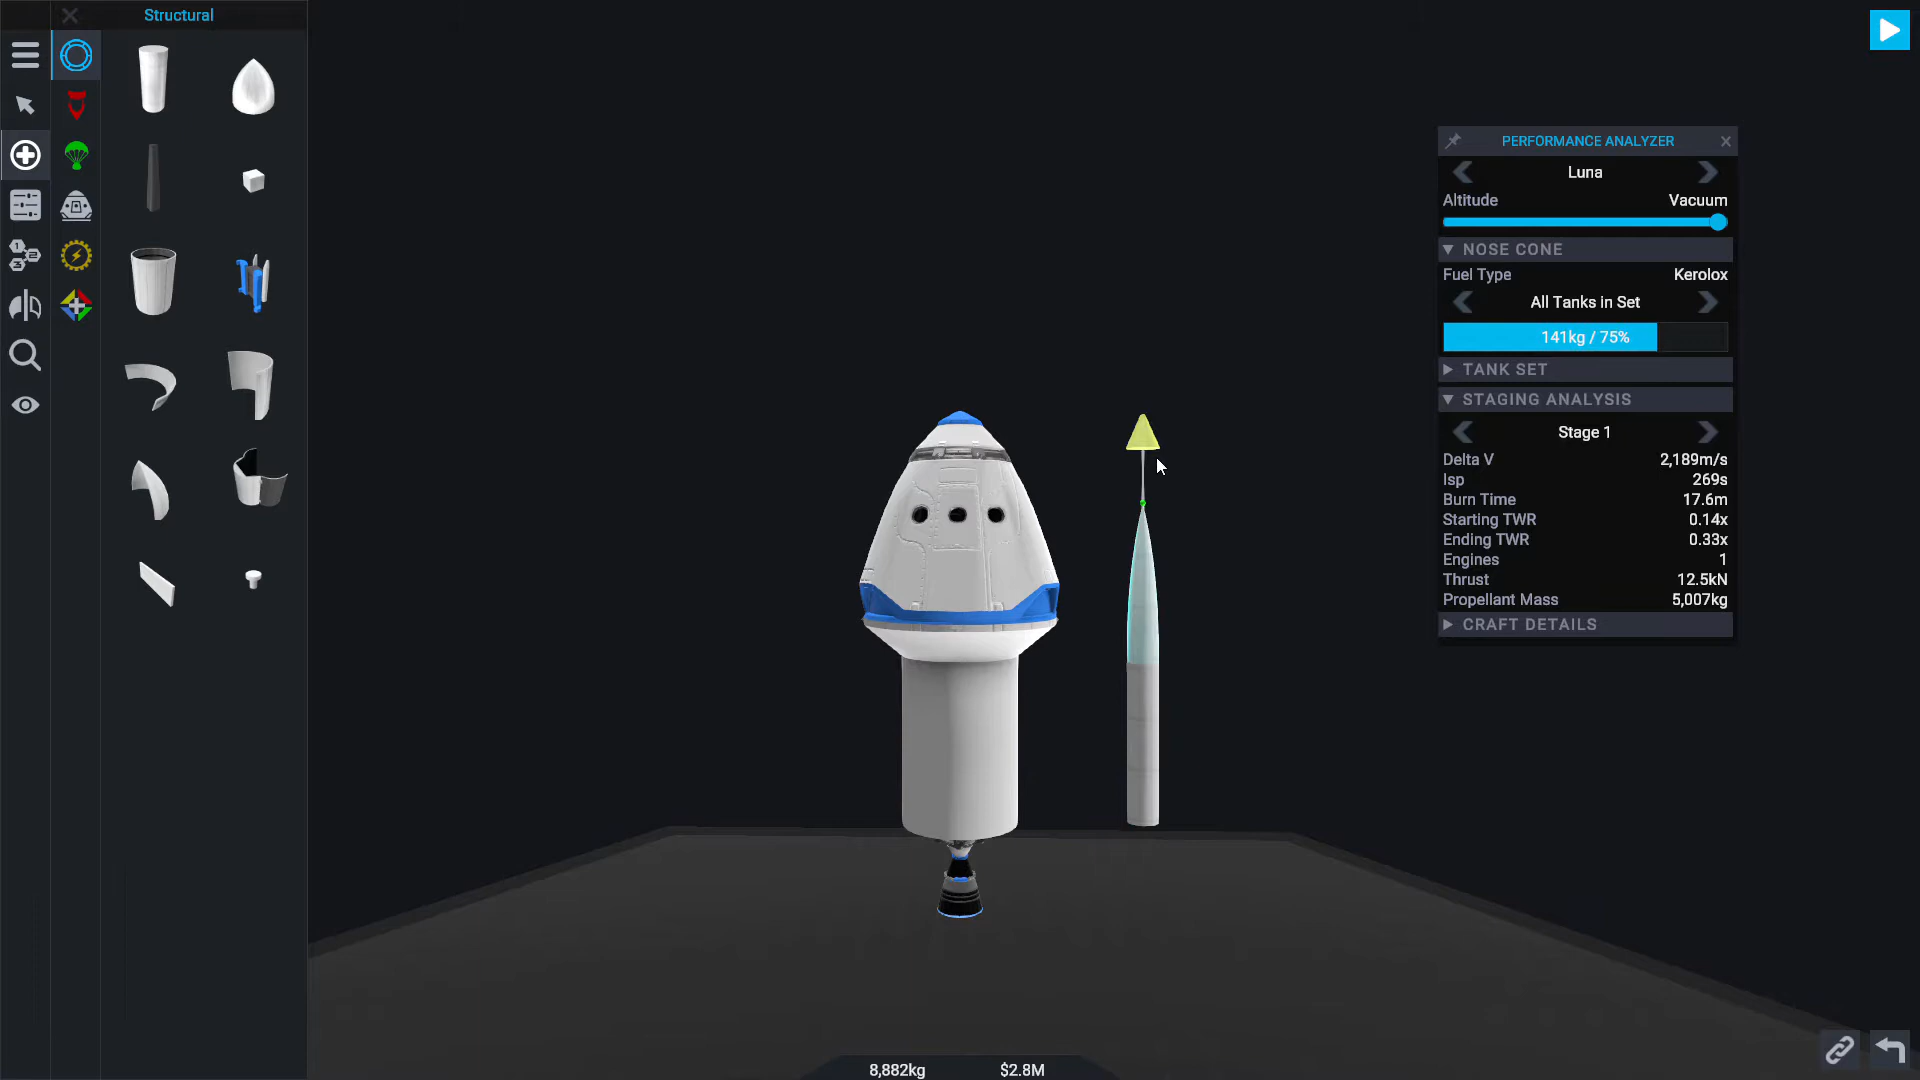 Structural
PERFORMANCE ANALYZER
Luna
Altitude Vacuum
NOSE CONE
Fuel Type Kerolox
All Tanks in Set
141kg / 75%
TANK SET
STAGING ANALYSIS
Stage 1
Delta V 2,189m/s
Isp 269s
Burn Time 17.6m
Starting TWR 0.14x
Ending TWR 0.33x
Engines 1
Thrust 12.5kN
Propellant Mass 5,007kg
CRAFT DETAILS
8,882kg $2.8M